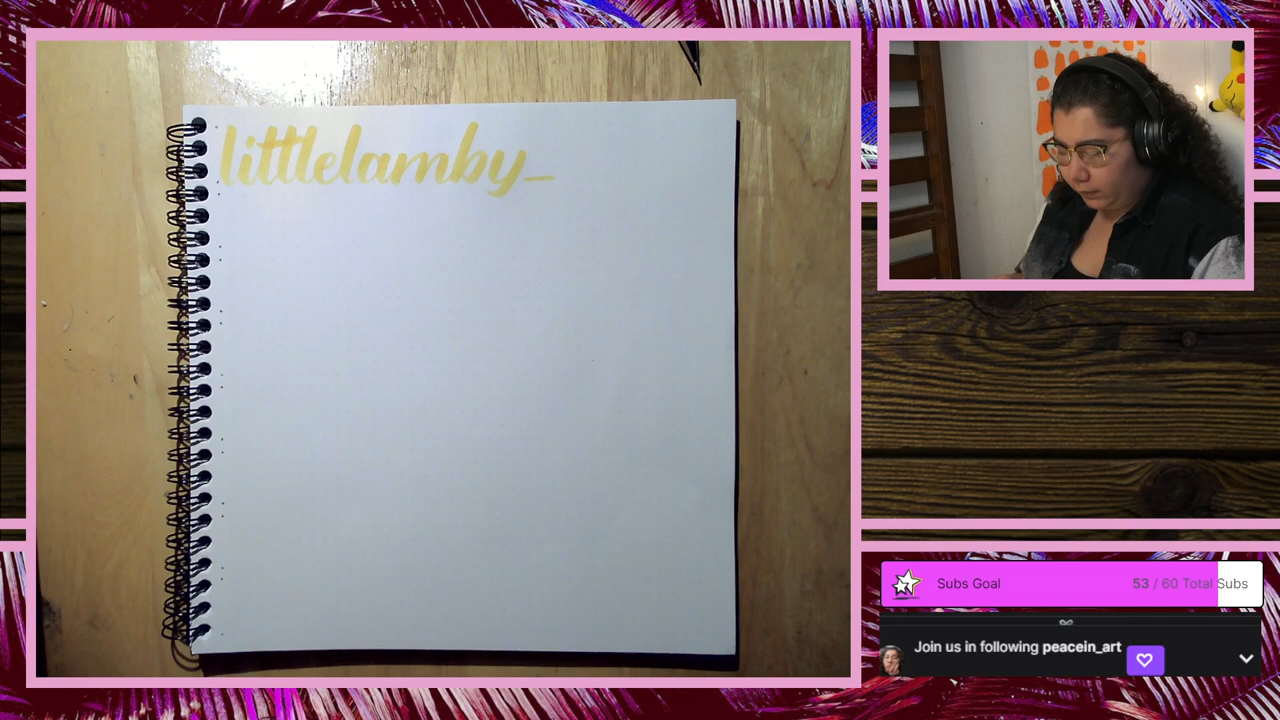 littlelamby_
Subs Goal
53 / 60 Total Subs
Join us in following peacein_art